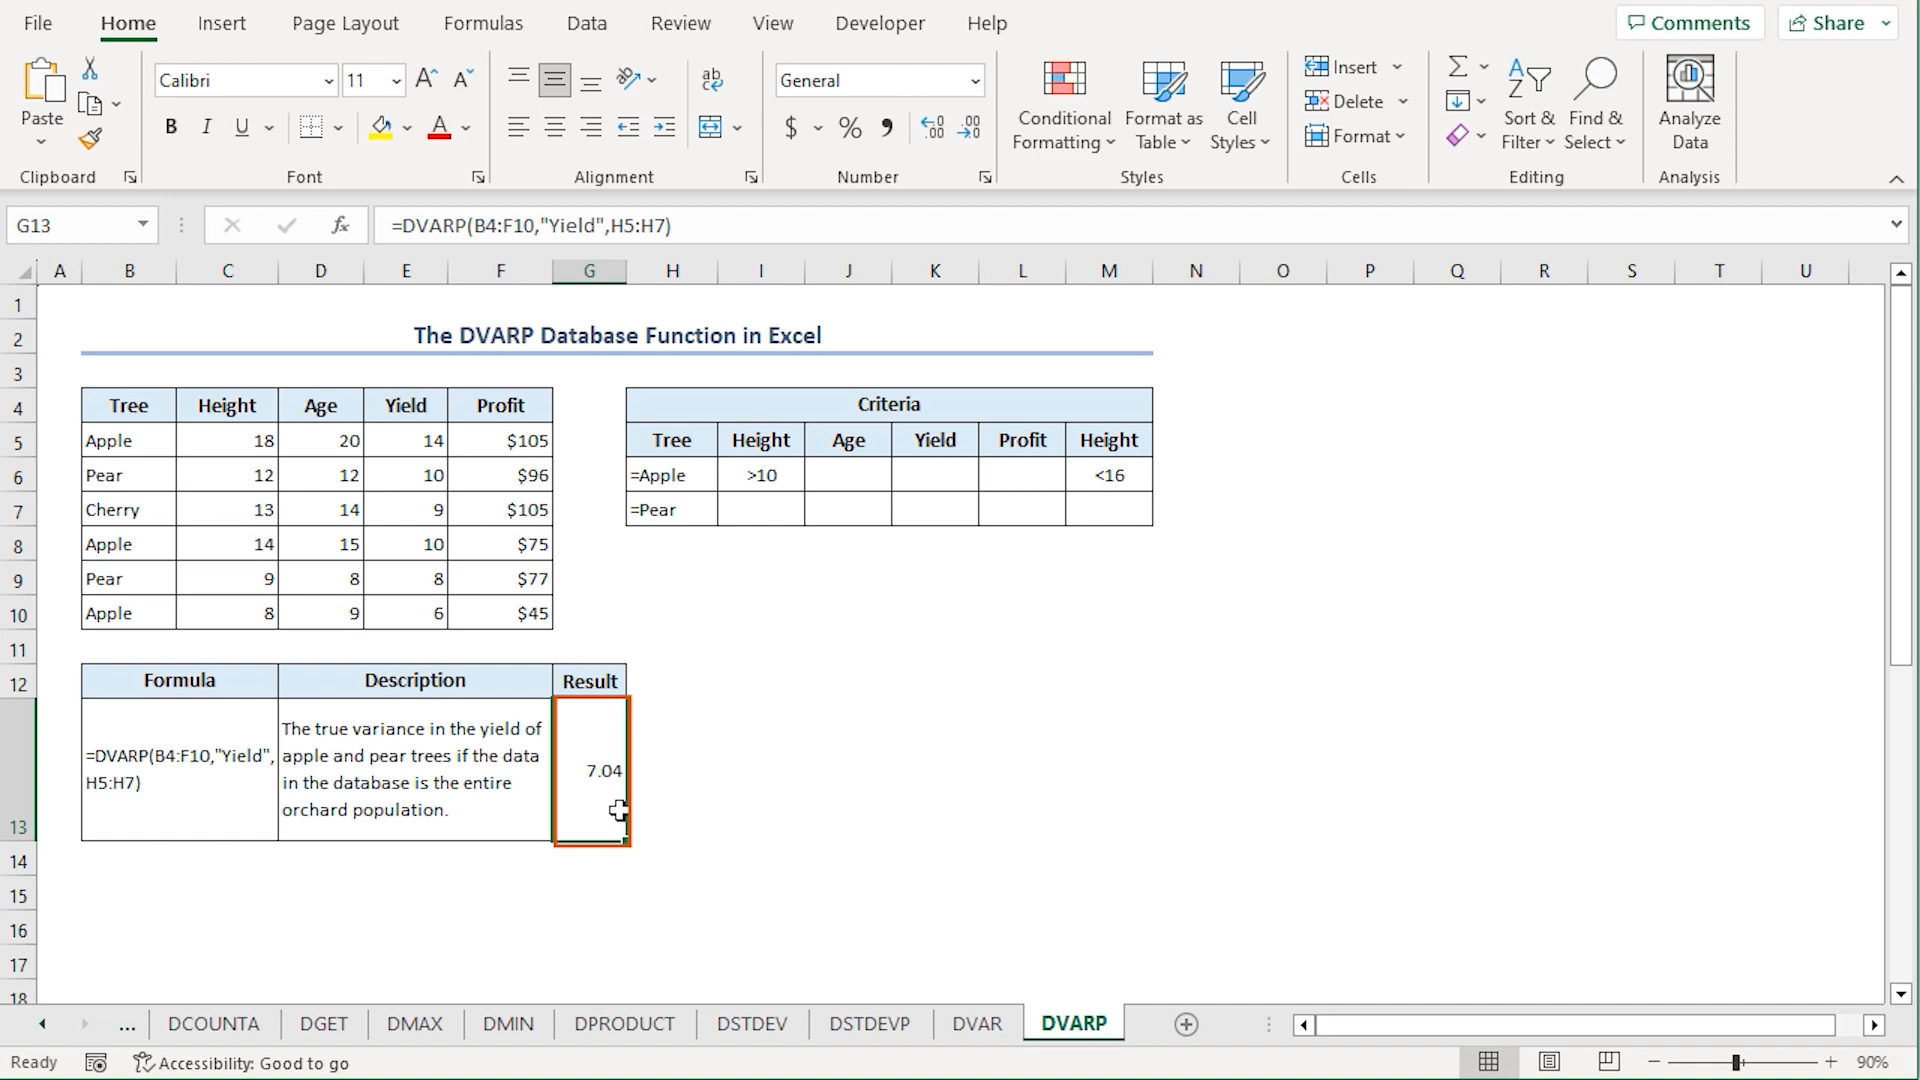 File Home Insert Page Layout Formulas Data Review View Developer Help Comments Share
Calibri 11 General Insert
Paste Conditional Formatting Format as Table Cell Styles Delete Sort & Filter Find & Select Analyze Data
B I U $ % Format
Clipboard Font Alignment Number Styles Cells Editing Analysis
G13 fx =DVARP(B4:F10,"Yield",H5:H7)
A B C D E F G H I J K L M N O P Q R S T U
1
2 The DVARP Database Function in Excel
3
4 Tree Height Age Yield Profit Criteria
5 Apple 18 20 14 $105 Tree Height Age Yield Profit Height
6 Pear 12 12 10 $96 =Apple >10 <16
7 Cherry 13 14 9 $105 =Pear
8 Apple 14 15 10 $75
9 Pear 9 8 8 $77
10 Apple 8 9 6 $45
11
12 Formula Description Result
The true variance in the yield of
=DVARP(B4:F10,"Yield", apple and pear trees if the data 7.04
H5:H7) in the database is the entire
13 orchard population.
14
15
16
17
18
... DCOUNTA DGET DMAX DMIN DPRODUCT DSTDEV DSTDEVP DVAR DVARP
Ready Accessibility: Good to go 90%